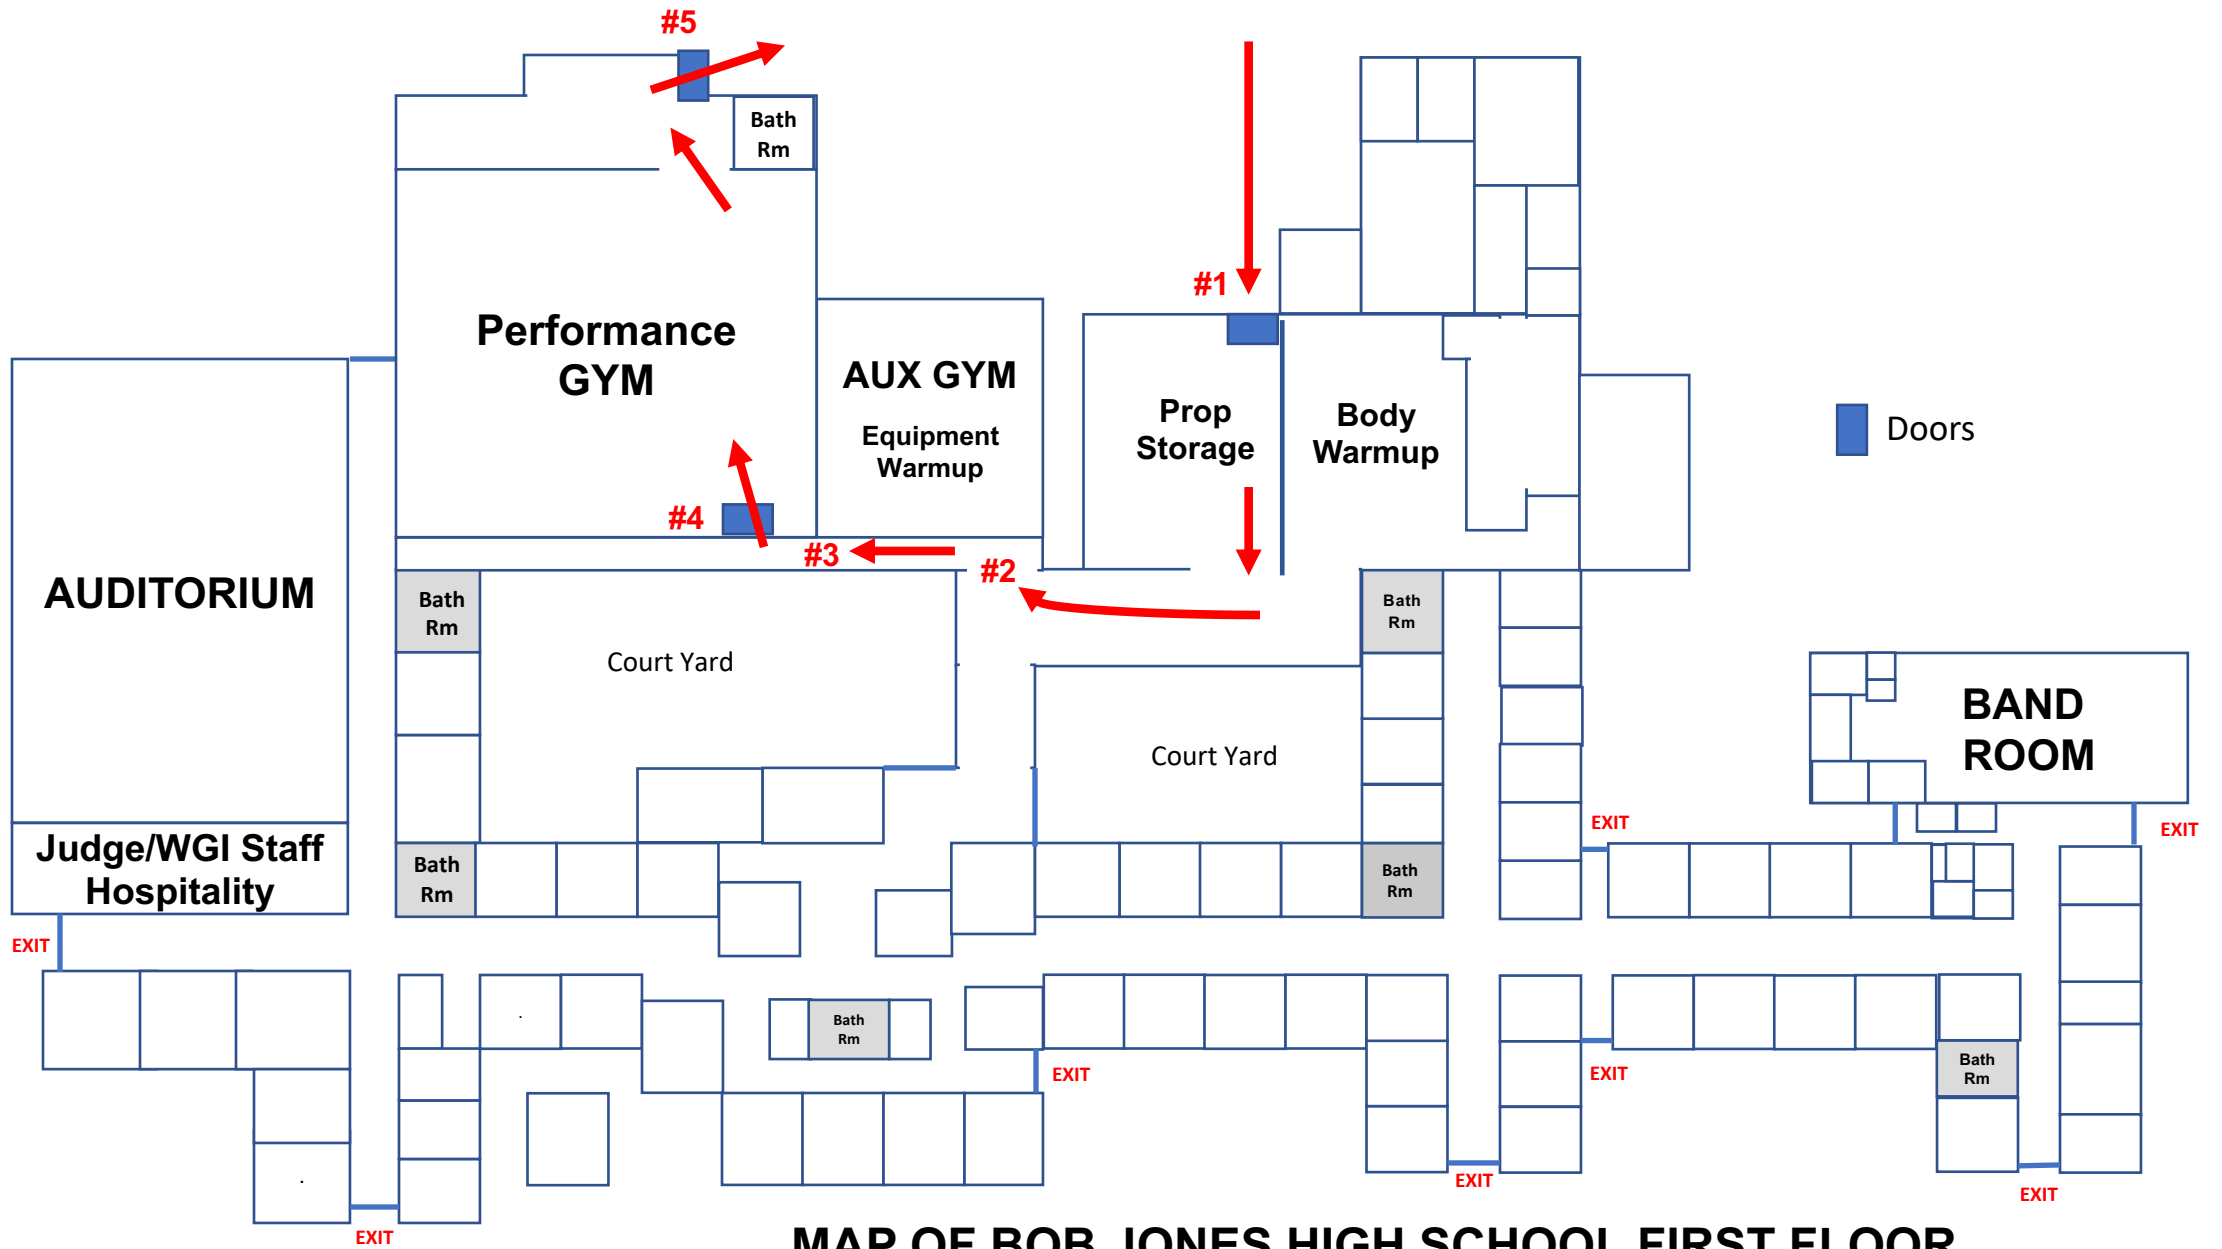 #5
Bath
Rm
#1
Performance
GYM
AUX GYM
Equipment
Warmup
Prop
Storage
Body
Warmup
Doors
#4
#3
#2
AUDITORIUM
Bath
Rm
Court Yard
Bath
Rm
BAND
ROOM
Court Yard
EXIT
EXIT
Judge/WGI Staff
Hospitality
Bath
Rm
Bath
Rm
EXIT
Bath
Rm
EXIT
EXIT
Bath
Rm
EXIT
EXIT
EXIT
MAP OF BOB JONES HIGH SCHOOL FIRST FLOOR